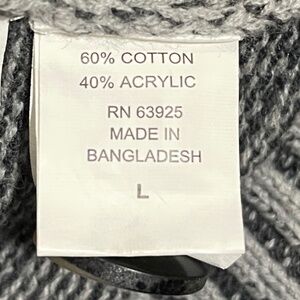 60% COTTON
40% ACRYLIC
RN 63925
MADE IN
BANGLADESH
L